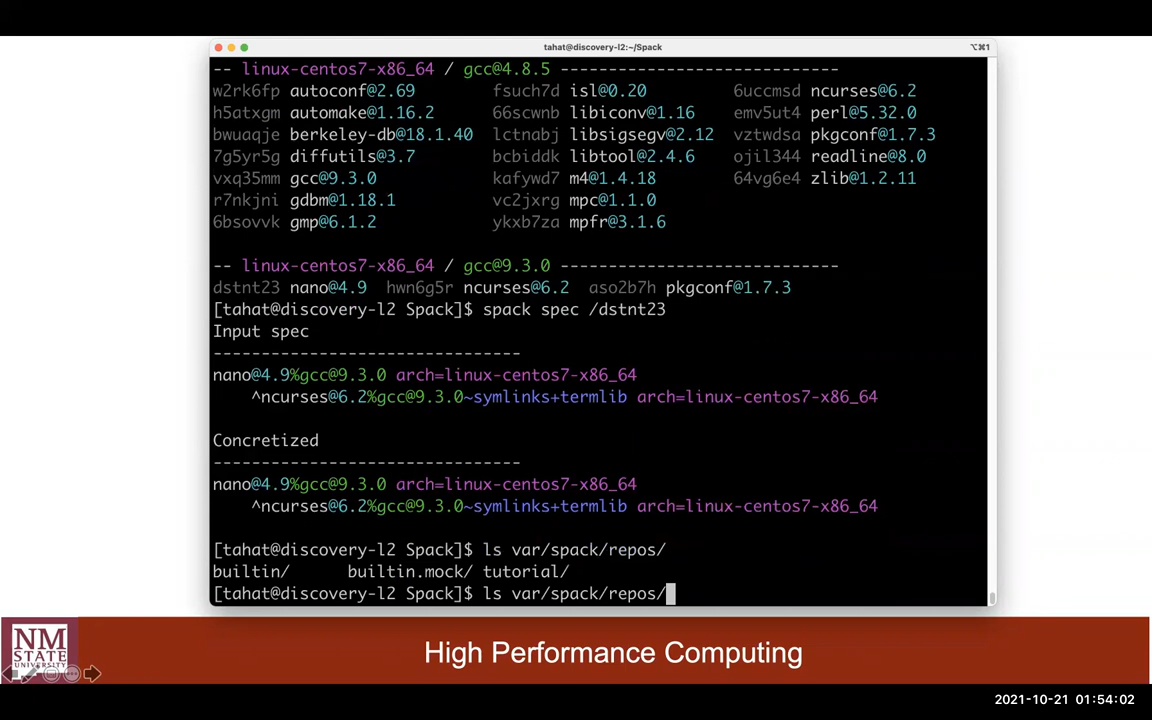 tahat@discovery-l2:~/Spack
⌥⌘1
-- linux-centos7-x86_64 / gcc@4.8.5 -----------------------------
w2rk6fp autoconf@2.69 fsuch7d isl@0.20 6uccmsd ncurses@6.2
h5atxgm automake@1.16.2 66scwnb libiconv@1.16 emv5ut4 perl@5.32.0
bwuaqje berkeley-db@18.1.40 lctnabj libsigsegv@2.12 vztwdsa pkgconf@1.7.3
7g5yr5g diffutils@3.7 bcbiddk libtool@2.4.6 ojil344 readline@8.0
vxq35mm gcc@9.3.0 kafywd7 m4@1.4.18 64vg6e4 zlib@1.2.11
r7nkjni gdbm@1.18.1 vc2jxrg mpc@1.1.0
6bsovvk gmp@6.1.2 ykxb7za mpfr@3.1.6
-- linux-centos7-x86_64 / gcc@9.3.0 -----------------------------
dstnt23 nano@4.9 hwn6g5r ncurses@6.2 aso2b7h pkgconf@1.7.3
[tahat@discovery-l2 Spack]$ spack spec /dstnt23
Input spec
--------------------------------
nano@4.9%gcc@9.3.0 arch=linux-centos7-x86_64
^ncurses@6.2%gcc@9.3.0~symlinks+termlib arch=linux-centos7-x86_64
Concretized
--------------------------------
nano@4.9%gcc@9.3.0 arch=linux-centos7-x86_64
^ncurses@6.2%gcc@9.3.0~symlinks+termlib arch=linux-centos7-x86_64
[tahat@discovery-l2 Spack]$ ls var/spack/repos/
builtin/ builtin.mock/ tutorial/
[tahat@discovery-l2 Spack]$ ls var/spack/repos/
NM
STATE
UNIVERSITY
High Performance Computing
2021-10-21 01:54:02